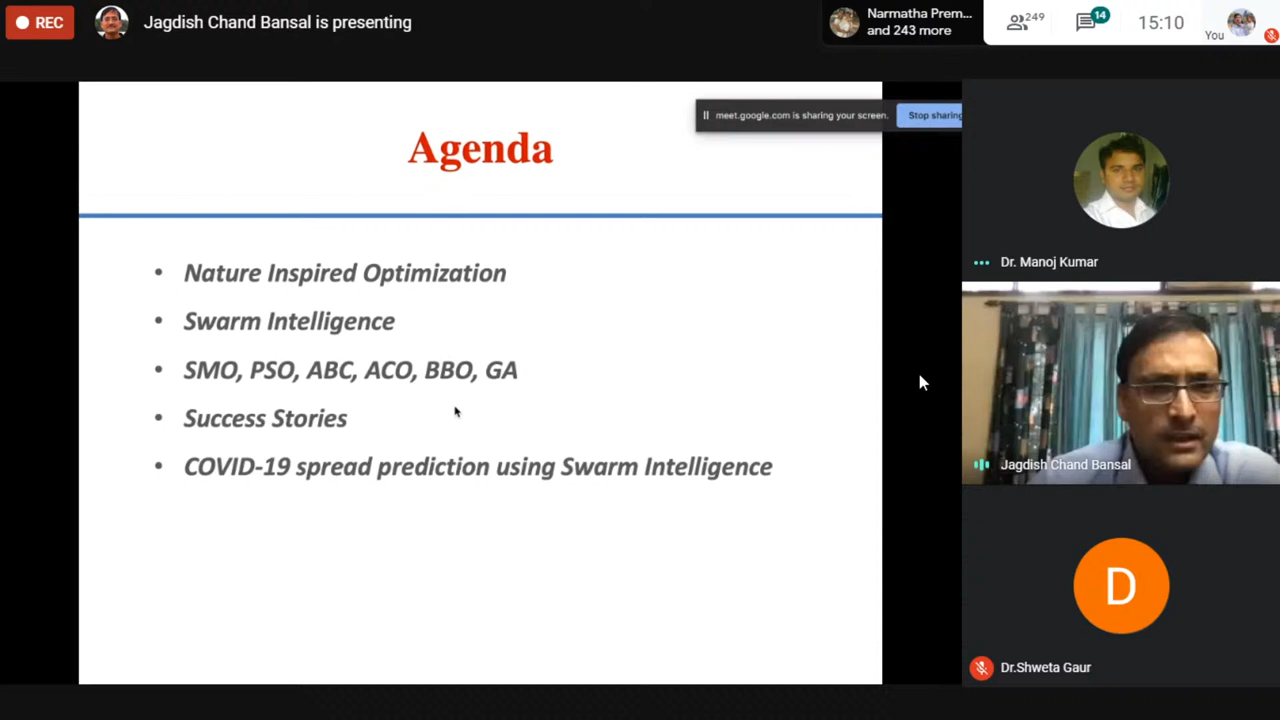 REC
Jagdish Chand Bansal is presenting
Narmatha Prem...
and 243 more
249
14
15:10
You
meet.google.com is sharing your screen.
Stop sharing
Agenda
• Nature Inspired Optimization
• Swarm Intelligence
• SMO, PSO, ABC, ACO, BBO, GA
• Success Stories
• COVID-19 spread prediction using Swarm Intelligence
Dr. Manoj Kumar
Jagdish Chand Bansal
D
Dr.Shweta Gaur